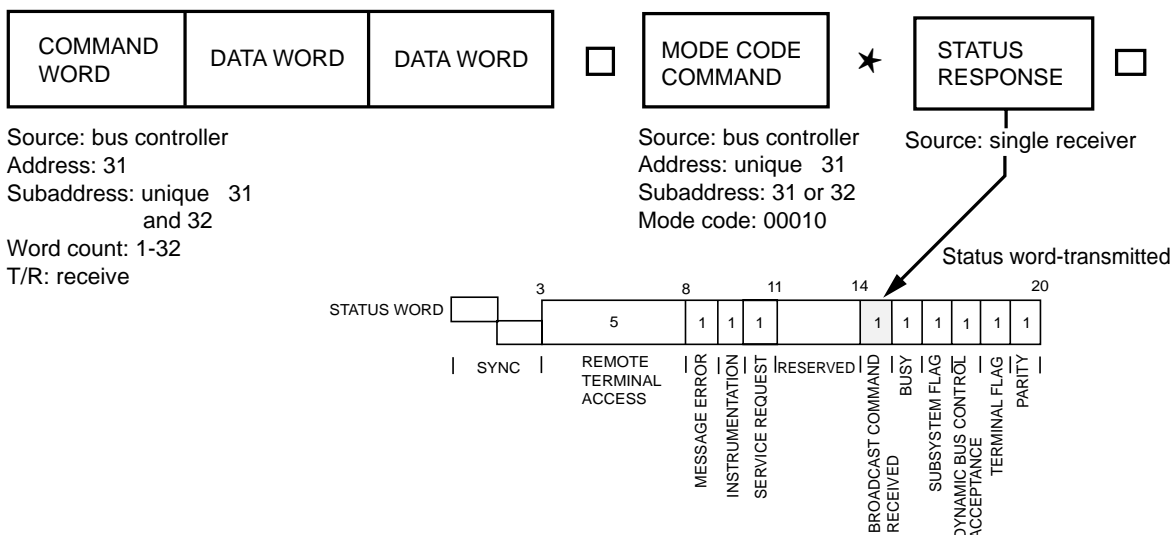 COMMAND
WORD
DATA WORD
DATA WORD
MODE CODE
COMMAND
STATUS
RESPONSE
Source: bus controller
Address: 31
Subaddress: unique 31
and 32
Word count: 1-32
T/R: receive
Source: bus controller
Address: unique 31
Subaddress: 31 or 32
Mode code: 00010
Source: single receiver
Status word-transmitted
3 8 11 14 20
STATUS WORD
5 1 1 1 1 1 1 1 1 1
SYNC
REMOTE
TERMINAL
ACCESS
MESSAGE ERROR
INSTRUMENTATION
SERVICE REQUEST
RESERVED
BROADCAST COMMAND
RECEIVED
BUSY
SUBSYSTEM FLAG
DYNAMIC BUS CONTROL
ACCEPTANCE
TERMINAL FLAG
PARITY